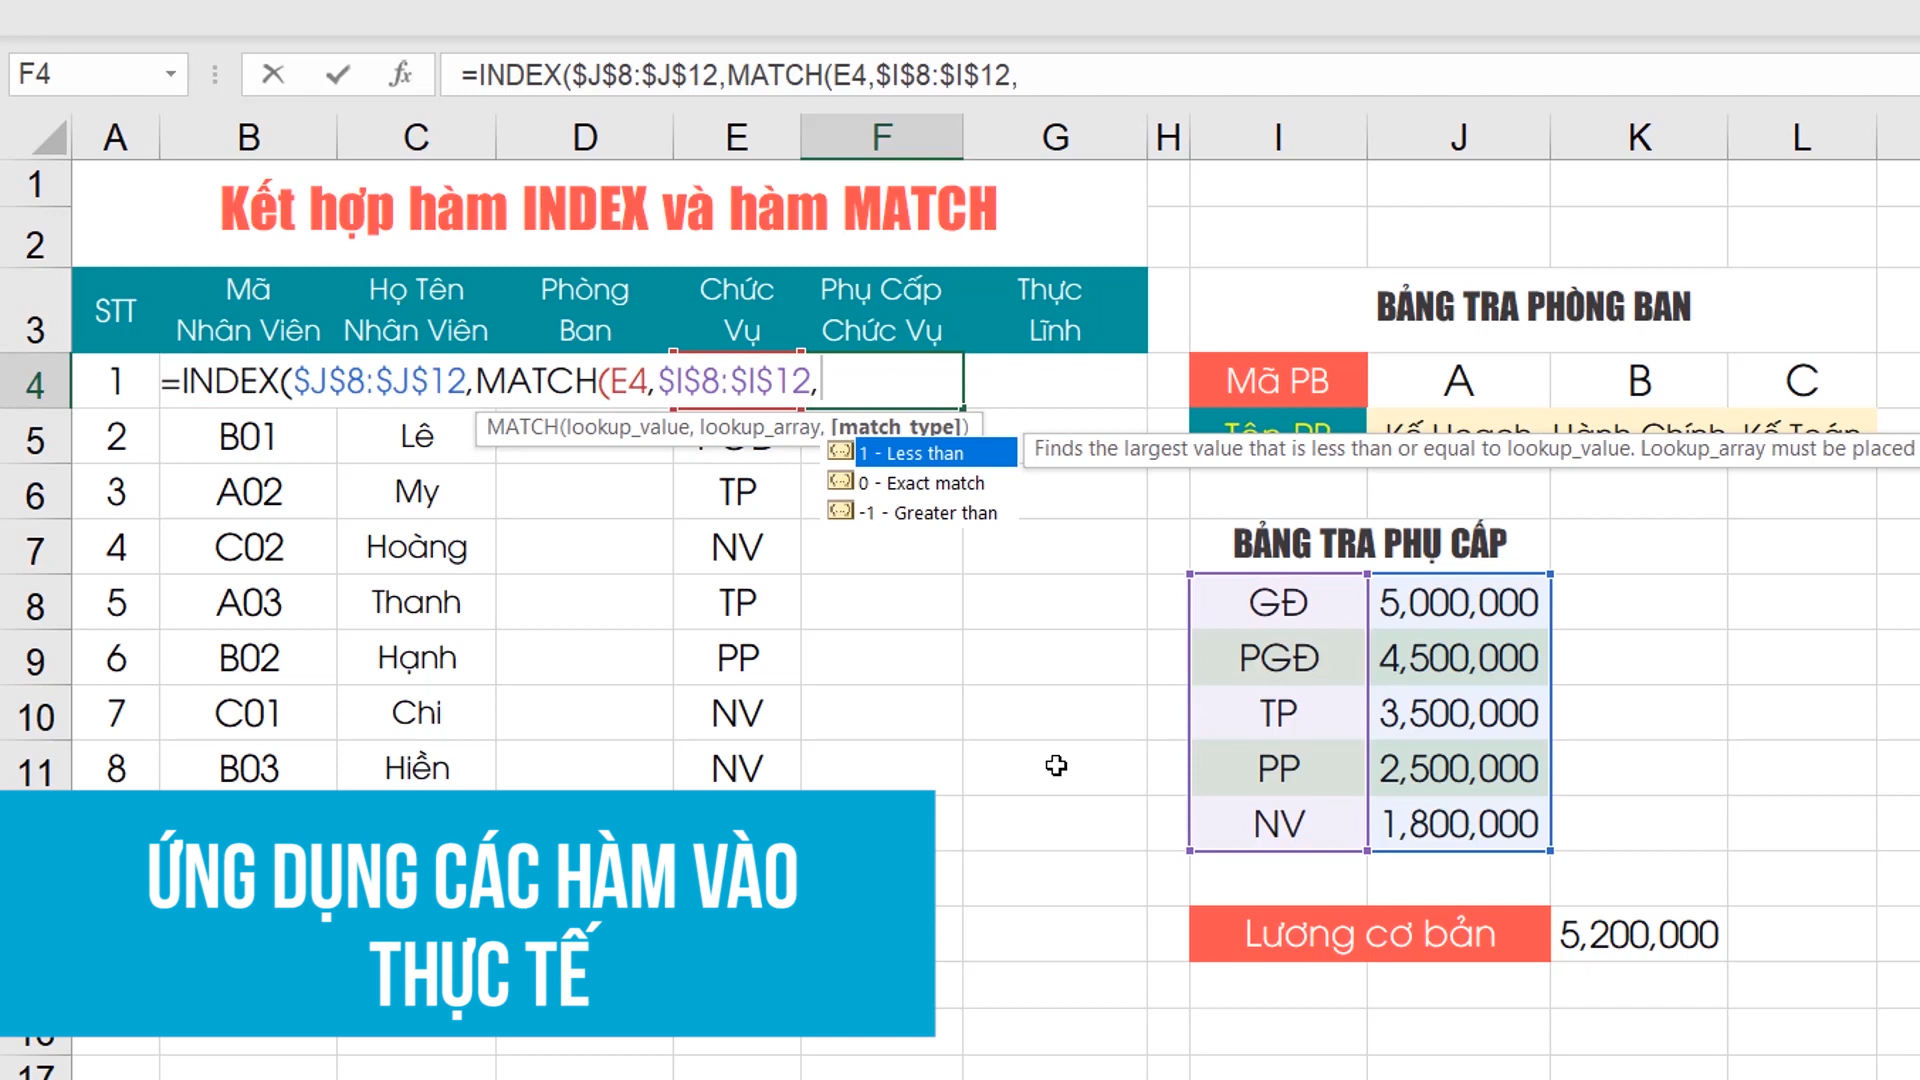 F4
fx
=INDEX($J$8:$J$12,MATCH(E4,$I$8:$I$12,
A B C D E F G H I J K L
1
Kết hợp hàm INDEX và hàm MATCH
2
STT Mã Nhân Viên Họ Tên Nhân Viên Phòng Ban Chức Vụ Phụ Cấp Chức Vụ Thực Lĩnh
3
BẢNG TRA PHÒNG BAN
4 1 =INDEX($J$8:$J$12,MATCH(E4,$I$8:$I$12,
Mã PB A B C
MATCH(lookup_value, lookup_array, [match_type])
5 2 B01 Lê PGĐ
Tên PB Kế Hoạch Hành Chính Kế Toán
1 - Less than
Finds the largest value that is less than or equal to lookup_value. Lookup_array must be placed
0 - Exact match
-1 - Greater than
6 3 A02 My TP
7 4 C02 Hoàng NV
BẢNG TRA PHỤ CẤP
8 5 A03 Thanh TP GĐ 5,000,000
9 6 B02 Hạnh PP PGĐ 4,500,000
10 7 C01 Chi NV TP 3,500,000
11 8 B03 Hiền NV PP 2,500,000
NV 1,800,000
ỨNG DỤNG CÁC HÀM VÀO
THỰC TẾ
Lương cơ bản 5,200,000
16
17